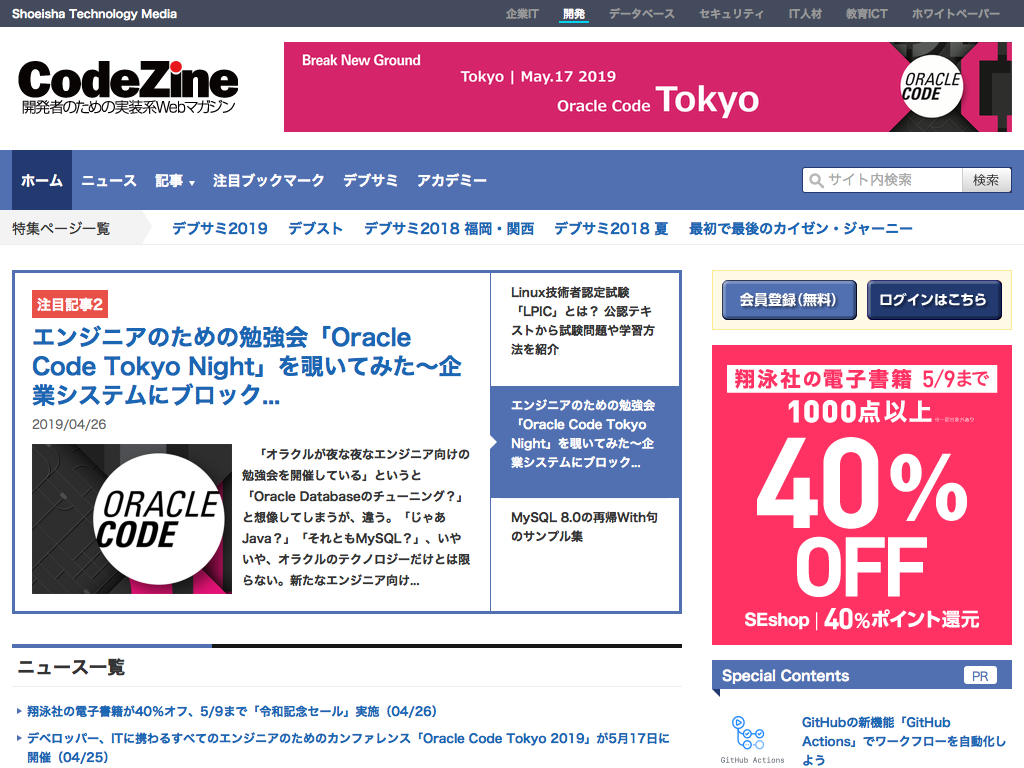 Shoeisha Technology Media
企業IT 開発 データベース セキュリティ IT人材 教育ICT ホワイトペーパー
CodeZine
開発者のための実装系Webマガジン
Break New Ground
Tokyo | May.17 2019
Oracle Code Tokyo
ORACLE
CODE
ホーム ニュース 記事 注目ブックマーク デブサミ アカデミー
サイト内検索 検索
特集ページ一覧 デブサミ2019 デブスト デブサミ2018 福岡・関西 デブサミ2018 夏 最初で最後のカイゼン・ジャーニー
注目記事2
エンジニアのための勉強会「Oracle
Code Tokyo Night」を覗いてみた〜企
業システムにブロック...
2019/04/26
ORACLE
CODE
「オラクルが夜な夜なエンジニア向けの
勉強会を開催している」というと
「Oracle Databaseのチューニング？」
と想像してしまうが、違う。「じゃあ
Java？」「それともMySQL？」、いや
いや、オラクルのテクノロジーだけとは限
らない。新たなエンジニア向け...
Linux技術者認定試験
「LPIC」とは？ 公認テキ
ストから試験問題や学習方
法を紹介
エンジニアのための勉強会
「Oracle Code Tokyo
Night」を覗いてみた〜企
業システムにブロック...
MySQL 8.0の再帰With句
のサンプル集
会員登録(無料) ログインはこちら
翔泳社の電子書籍 5/9まで
1000点以上
40%
OFF
SEshop | 40%ポイント還元
Special Contents PR
GitHub Actions
GitHubの新機能「GitHub
Actions」でワークフローを自動化し
よう
ニュース一覧
翔泳社の電子書籍が40％オフ、5/9まで「令和記念セール」実施（04/26）
デベロッパー、ITに携わるすべてのエンジニアのためのカンファレンス「Oracle Code Tokyo 2019」が5月17日に
開催（04/25）